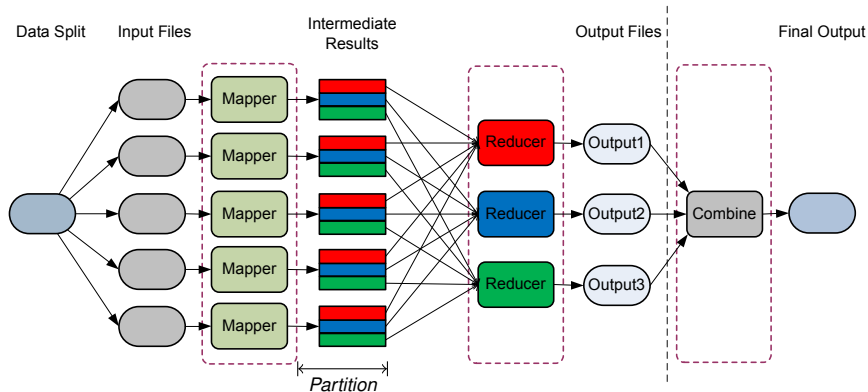 Data Split
Input Files
Intermediate
Results
Output Files
Final Output
Mapper
Mapper
Mapper
Mapper
Mapper
Reducer
Reducer
Reducer
Output1
Output2
Output3
Combine
Partition